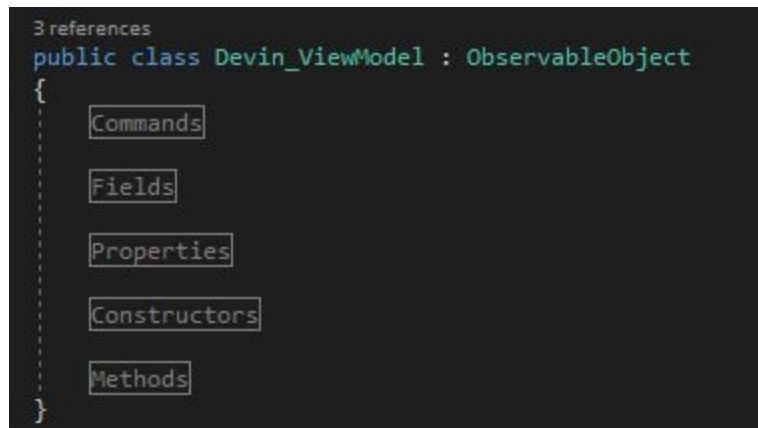 3 references
public class Devin_ViewModel : ObservableObject
{
Commands
Fields
Properties
Constructors
Methods
}